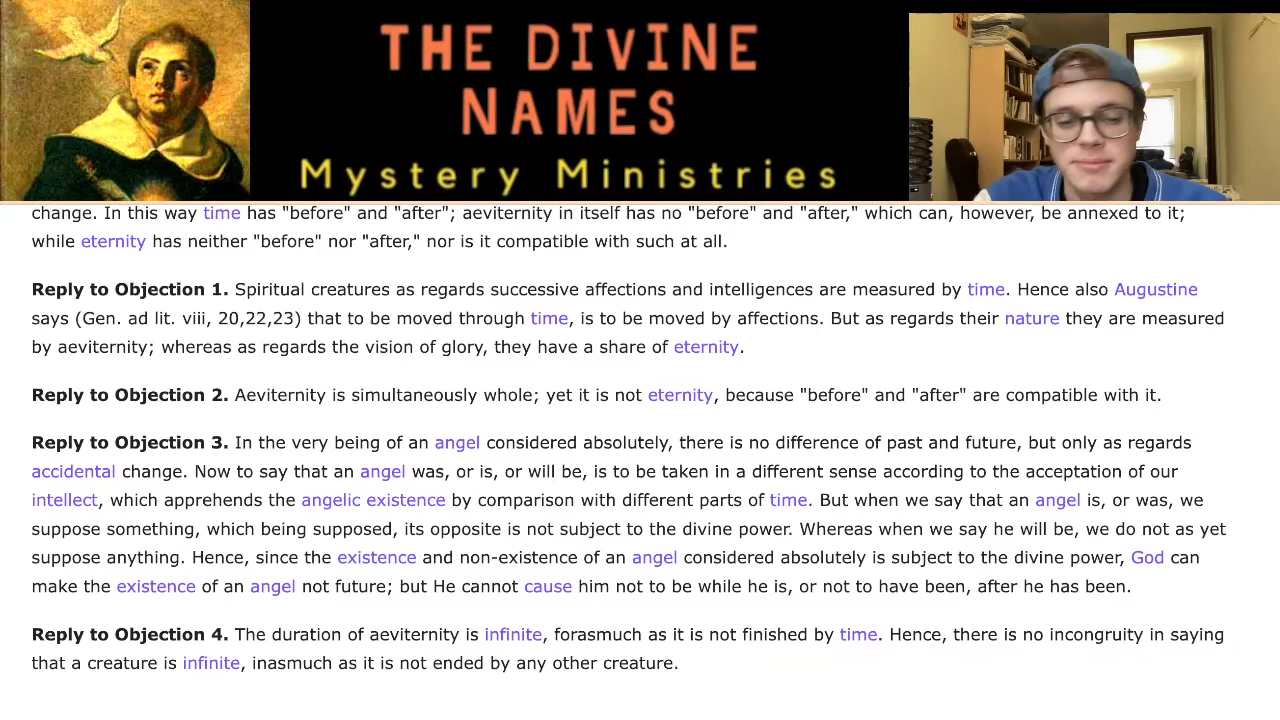 THE DIVINE
NAMES
Mystery Ministries
change. In this way time has "before" and "after"; aeviternity in itself has no "before" and "after," which can, however, be annexed to it;
while eternity has neither "before" nor "after," nor is it compatible with such at all.
Reply to Objection 1. Spiritual creatures as regards successive affections and intelligences are measured by time. Hence also Augustine
says (Gen. ad lit. viii, 20,22,23) that to be moved through time, is to be moved by affections. But as regards their nature they are measured
by aeviternity; whereas as regards the vision of glory, they have a share of eternity.
Reply to Objection 2. Aeviternity is simultaneously whole; yet it is not eternity, because "before" and "after" are compatible with it.
Reply to Objection 3. In the very being of an angel considered absolutely, there is no difference of past and future, but only as regards
accidental change. Now to say that an angel was, or is, or will be, is to be taken in a different sense according to the acceptation of our
intellect, which apprehends the angelic existence by comparison with different parts of time. But when we say that an angel is, or was, we
suppose something, which being supposed, its opposite is not subject to the divine power. Whereas when we say he will be, we do not as yet
suppose anything. Hence, since the existence and non-existence of an angel considered absolutely is subject to the divine power, God can
make the existence of an angel not future; but He cannot cause him not to be while he is, or not to have been, after he has been.
Reply to Objection 4. The duration of aeviternity is infinite, forasmuch as it is not finished by time. Hence, there is no incongruity in saying
that a creature is infinite, inasmuch as it is not ended by any other creature.